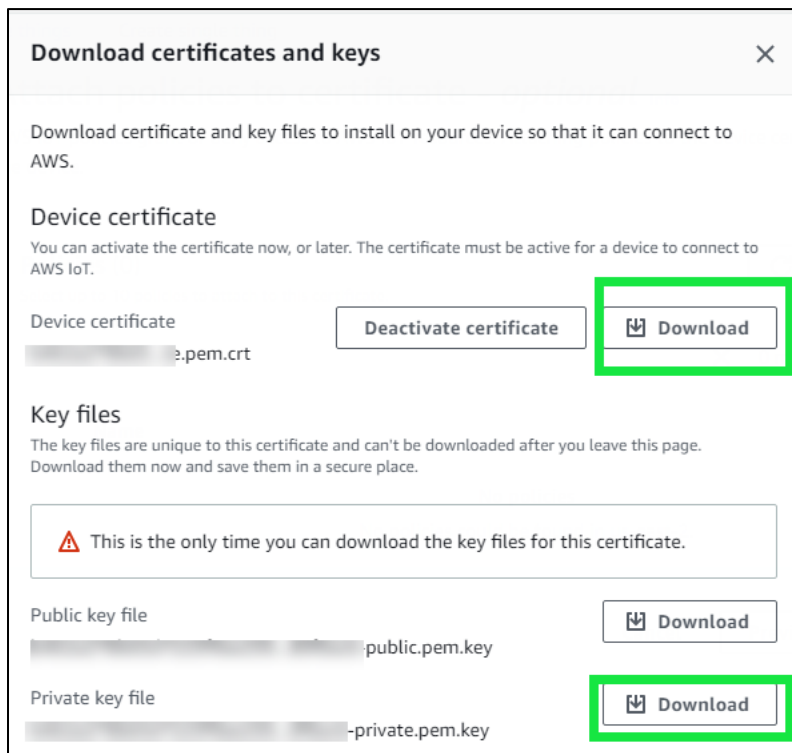 Download certificates and keys
Download certificate and key files to install on your device so that it can connect to
AWS.
Device certificate
You can activate the certificate now, or later. The certificate must be active for a device to connect to
AWS IoT.
Device certificate
Deactivate certificate
Download
e.pem.crt
Key files
The key files are unique to this certificate and can't be downloaded after you leave this page.
Download them now and save them in a secure place.
This is the only time you can download the key files for this certificate.
Public key file
Download
-public.pem.key
Private key file
Download
-private.pem.key